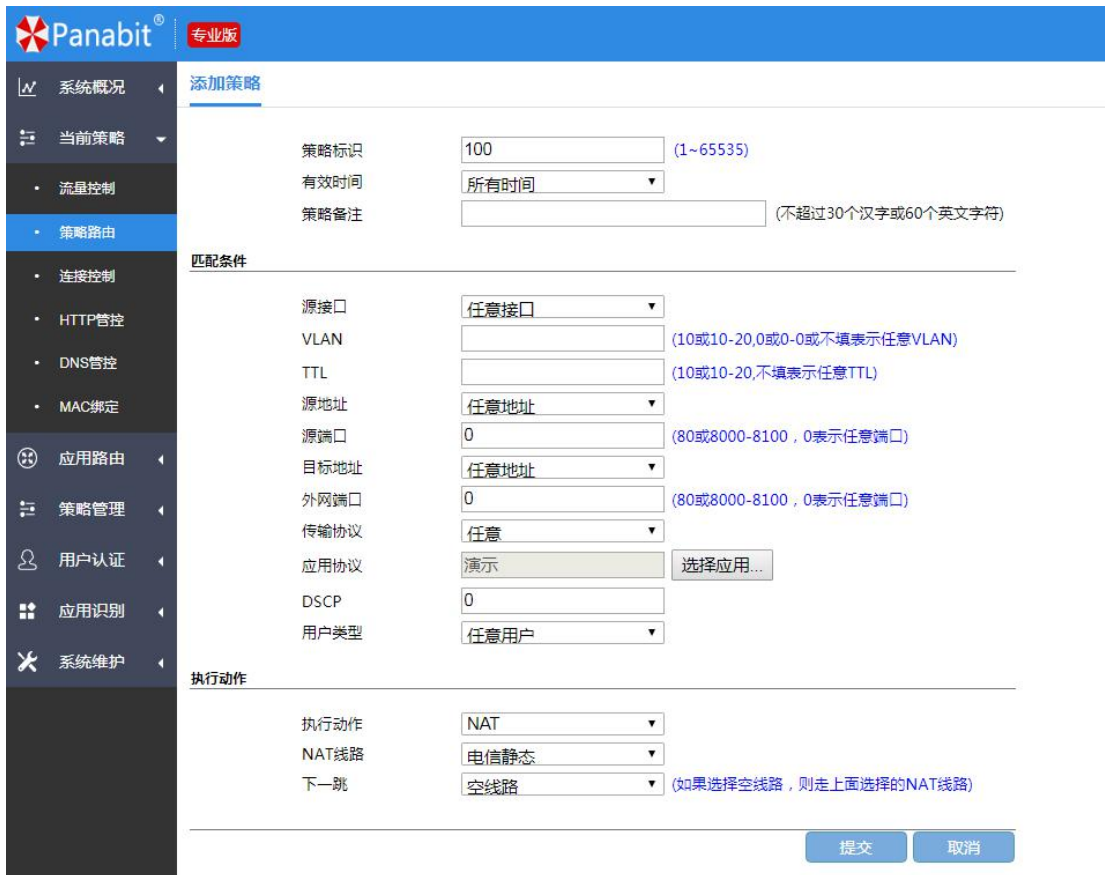 Panabit® 专业版
系统概况
当前策略
流量控制
策略路由
连接控制
HTTP管控
DNS管控
MAC绑定
应用路由
策略管理
用户认证
应用识别
系统维护
添加策略
策略标识 100 (1~65535)
有效时间 所有时间
策略备注 (不超过30个汉字或60个英文字符)
匹配条件
源接口 任意接口
VLAN (10或10-20,0或0-0或不填表示任意VLAN)
TTL (10或10-20,不填表示任意TTL)
源地址 任意地址
源端口 0 (80或8000-8100，0表示任意端口)
目标地址 任意地址
外网端口 0 (80或8000-8100，0表示任意端口)
传输协议 任意
应用协议 演示 选择应用...
DSCP 0
用户类型 任意用户
执行动作
执行动作 NAT
NAT线路 电信静态
下一跳 空线路 (如果选择空线路，则走上面选择的NAT线路)
提交 取消